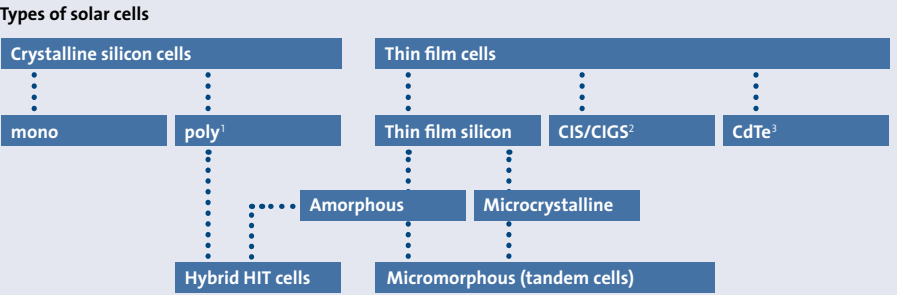 Types of solar cells
Crystalline silicon cells
Thin film cells
mono
poly¹
Thin film silicon
CIS/CIGS²
CdTe³
Amorphous
Microcrystalline
Hybrid HIT cells
Micromorphous (tandem cells)